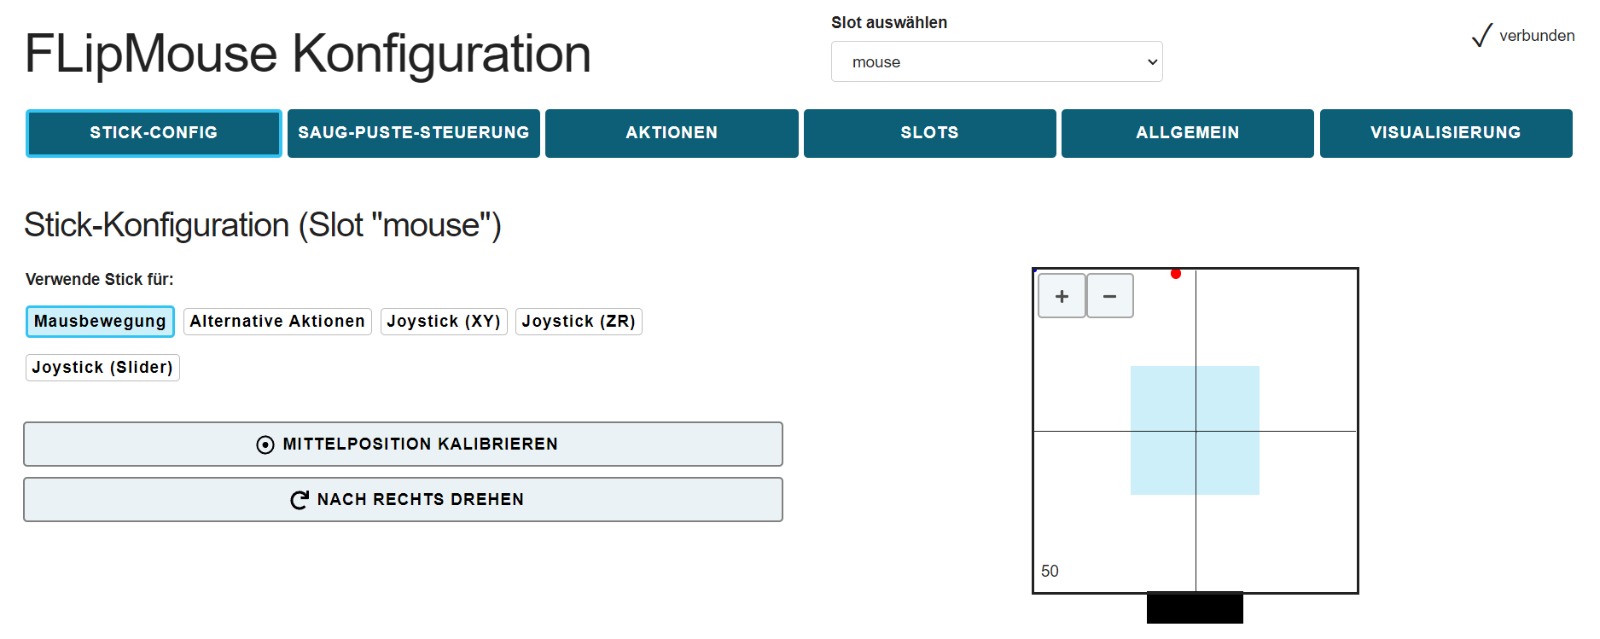 FLipMouse Konfiguration
Slot auswählen
mouse
verbunden
STICK-CONFIG
SAUG-PUSTE-STEUERUNG
AKTIONEN
SLOTS
ALLGEMEIN
VISUALISIERUNG
Stick-Konfiguration (Slot "mouse")
Verwende Stick für:
Mausbewegung
Alternative Aktionen
Joystick (XY)
Joystick (ZR)
Joystick (Slider)
MITTELPOSITION KALIBRIEREN
NACH RECHTS DREHEN
+
−
50